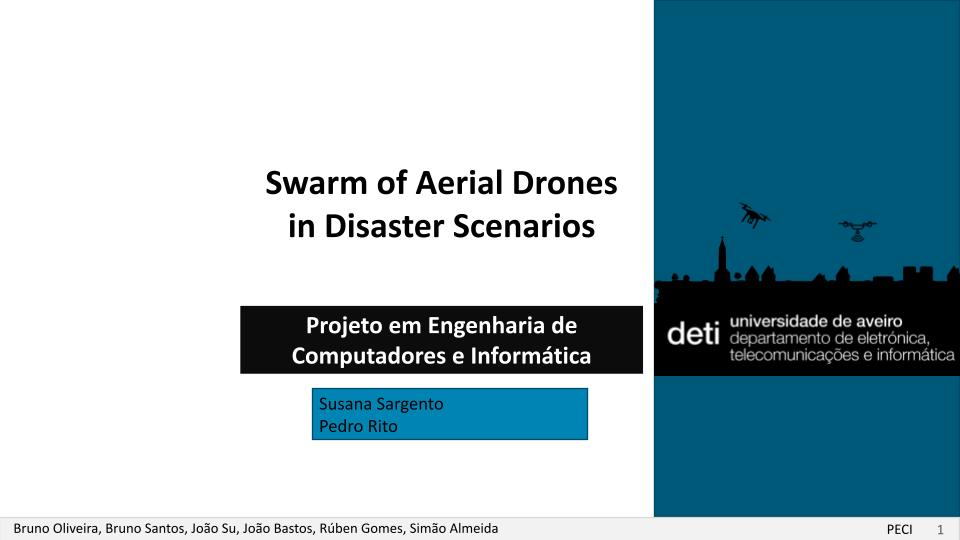 Swarm of Aerial Drones
in Disaster Scenarios
Projeto em Engenharia de
Computadores e Informática
Susana Sargento
Pedro Rito
deti
universidade de aveiro
departamento de eletrónica,
telecomunicações e informática
Bruno Oliveira, Bruno Santos, João Su, João Bastos, Rúben Gomes, Simão Almeida
PECI 1